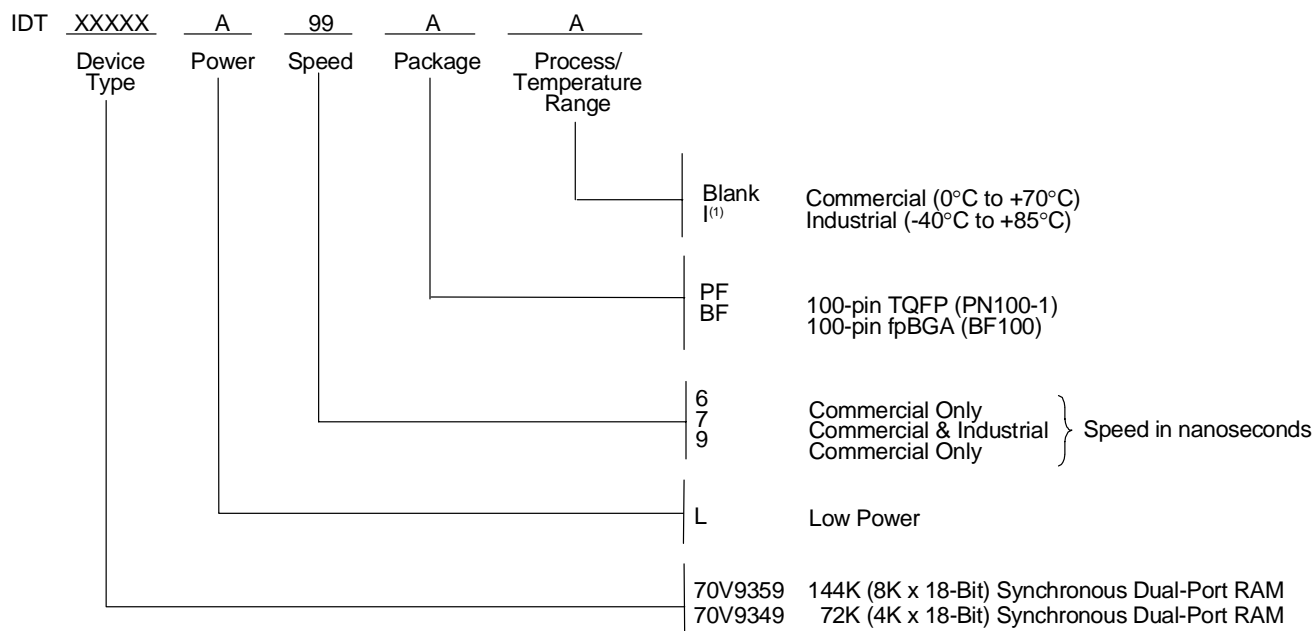 IDT XXXXX A 99 A A
Device Type Power Speed Package Process/ Temperature Range
Blank Commercial (0°C to +70°C)
I(1) Industrial (-40°C to +85°C)
PF 100-pin TQFP (PN100-1)
BF 100-pin fpBGA (BF100)
6 Commercial Only
7 Commercial & Industrial Speed in nanoseconds
9 Commercial Only
L Low Power
70V9359 144K (8K x 18-Bit) Synchronous Dual-Port RAM
70V9349 72K (4K x 18-Bit) Synchronous Dual-Port RAM